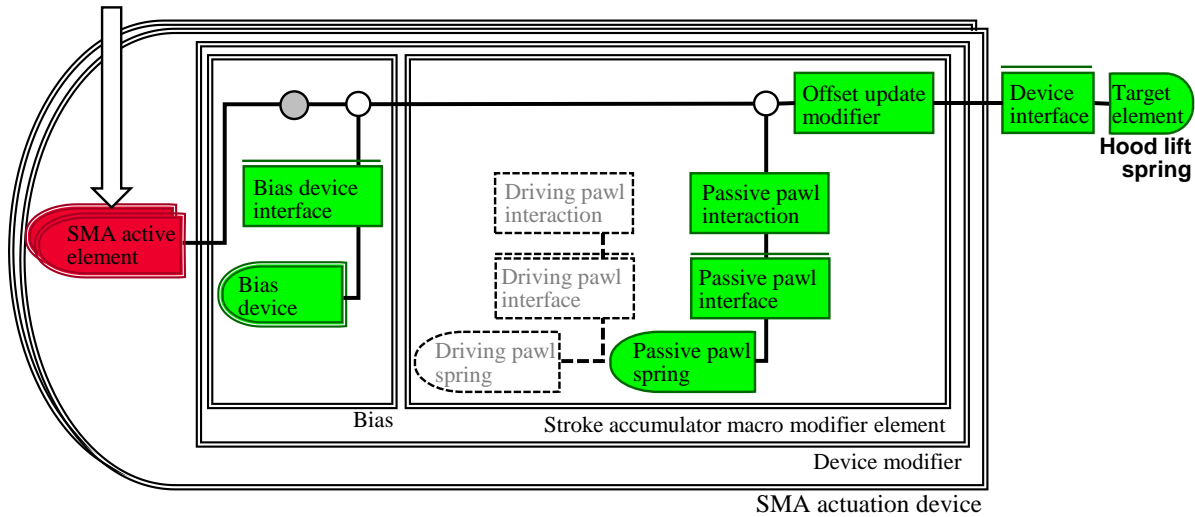 Offset update
modifier
Device
interface
Target
element
Hood lift
spring
Bias device
interface
Driving pawl
interaction
Passive pawl
interaction
SMA active
element
Bias
device
Driving pawl
interface
Passive pawl
interface
Driving pawl
spring
Passive pawl
spring
Bias
Stroke accumulator macro modifier element
Device modifier
SMA actuation device